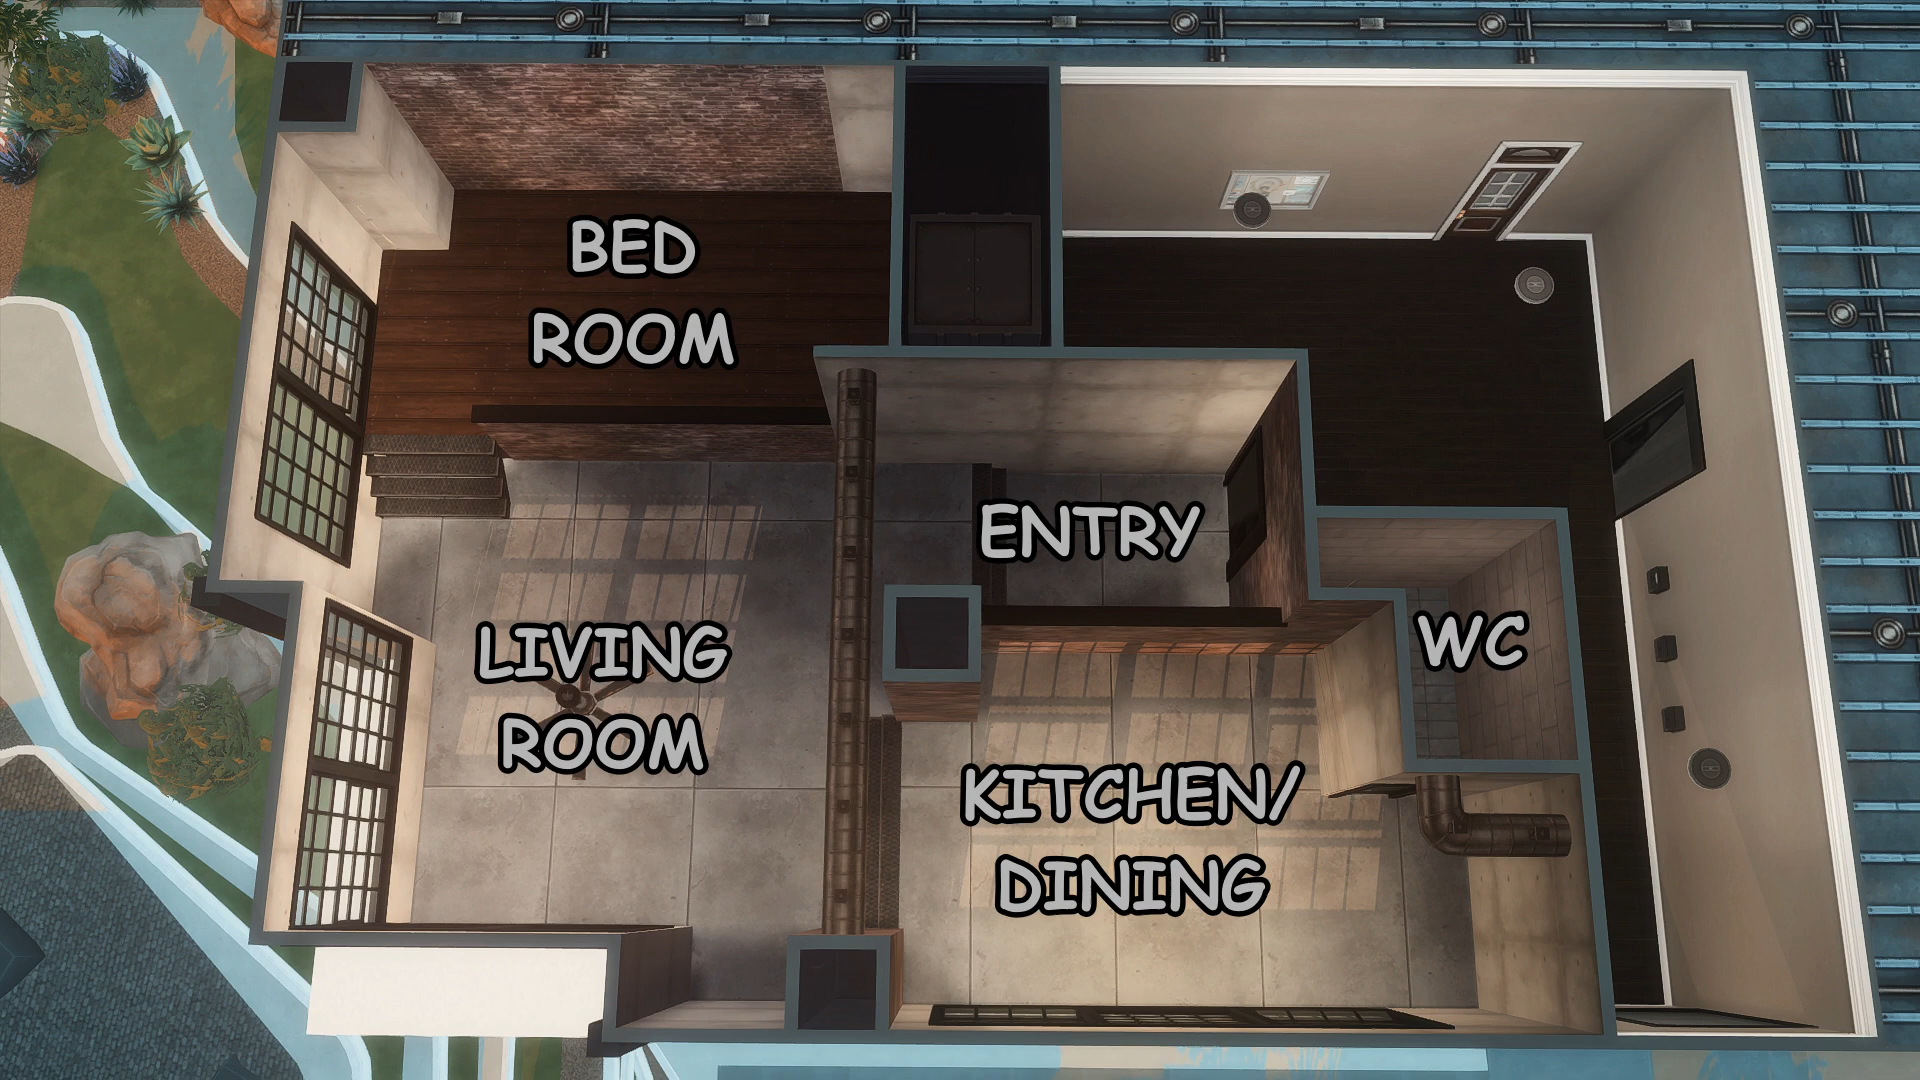 BED
ROOM
ENTRY
LIVING
ROOM
WC
KITCHEN/
DINING